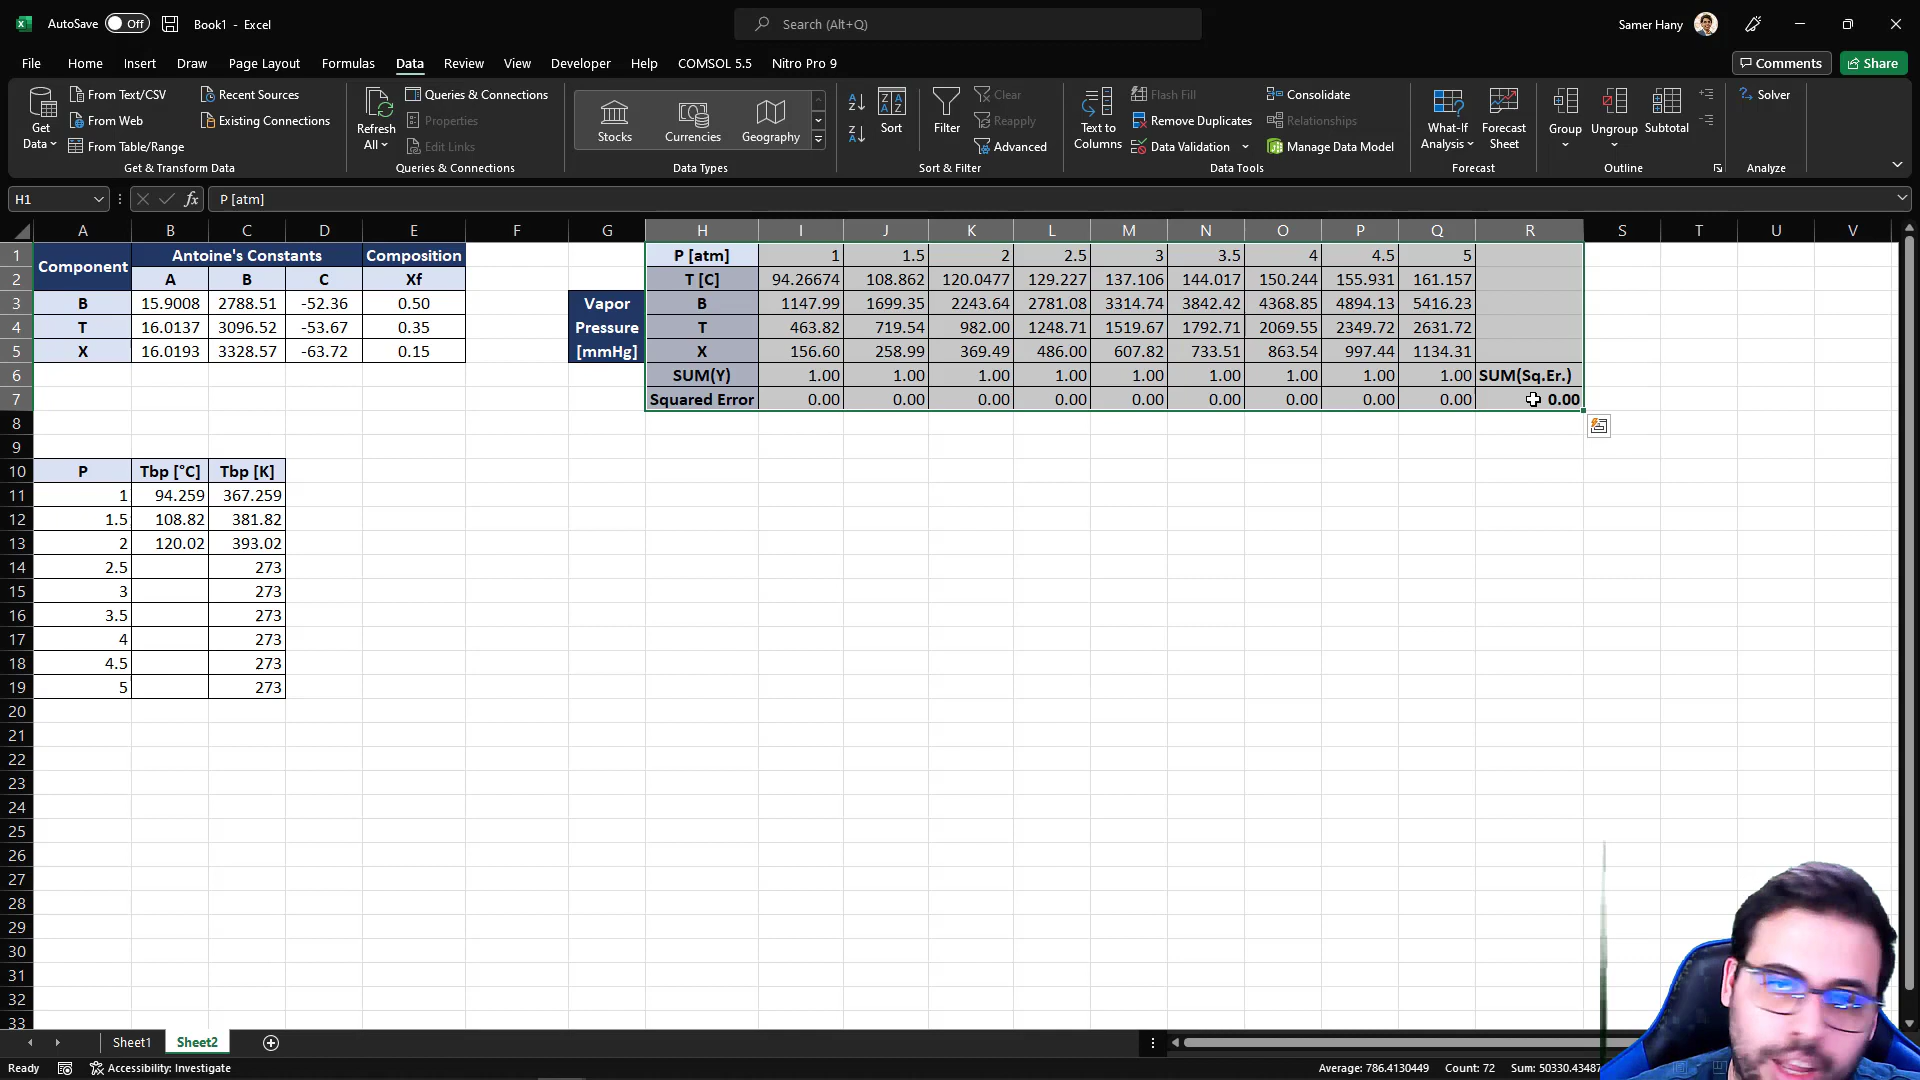 AutoSave Off Book1 - Excel Search (Alt+Q) Samer Hany
File Home Insert Draw Page Layout Formulas Data Review View Developer Help COMSOL 5.5 Nitro Pro 9 Comments Share
Get Data
From Text/CSV
From Web
From Table/Range
Recent Sources
Existing Connections
Get & Transform Data
Refresh All
Queries & Connections
Properties
Edit Links
Queries & Connections
Stocks Currencies Geography
Data Types
Sort
Filter
Clear
Reapply
Advanced
Sort & Filter
Text to Columns
Flash Fill
Remove Duplicates
Data Validation
Consolidate
Relationships
Manage Data Model
Data Tools
What-If Analysis
Forecast Sheet
Forecast
Group Ungroup Subtotal
Outline
Solver
Analyze
H1 fx P [atm]
A B C D E F G H I J K L M N O P Q R S T U V
1 Component Antoine's Constants Composition P [atm] 1 1.5 2 2.5 3 3.5 4 4.5 5
2 A B C Xf T [C] 94.26674 108.862 120.0477 129.227 137.106 144.017 150.244 155.931 161.157
3 B 15.9008 2788.51 -52.36 0.50 Vapor B 1147.99 1699.35 2243.64 2781.08 3314.74 3842.42 4368.85 4894.13 5416.23
4 T 16.0137 3096.52 -53.67 0.35 Pressure T 463.82 719.54 982.00 1248.71 1519.67 1792.71 2069.55 2349.72 2631.72
5 X 16.0193 3328.57 -63.72 0.15 [mmHg] X 156.60 258.99 369.49 486.00 607.82 733.51 863.54 997.44 1134.31
6 SUM(Y) 1.00 1.00 1.00 1.00 1.00 1.00 1.00 1.00 1.00 SUM(Sq.Er.)
7 Squared Error 0.00 0.00 0.00 0.00 0.00 0.00 0.00 0.00 0.00 0.00
8
9
10 P Tbp [°C] Tbp [K]
11 1 94.259 367.259
12 1.5 108.82 381.82
13 2 120.02 393.02
14 2.5 273
15 3 273
16 3.5 273
17 4 273
18 4.5 273
19 5 273
20
21
22
23
24
25
26
27
28
29
30
31
32
33
Sheet1 Sheet2
Ready Accessibility: Investigate Average: 786.4130449 Count: 72 Sum: 50330.43487